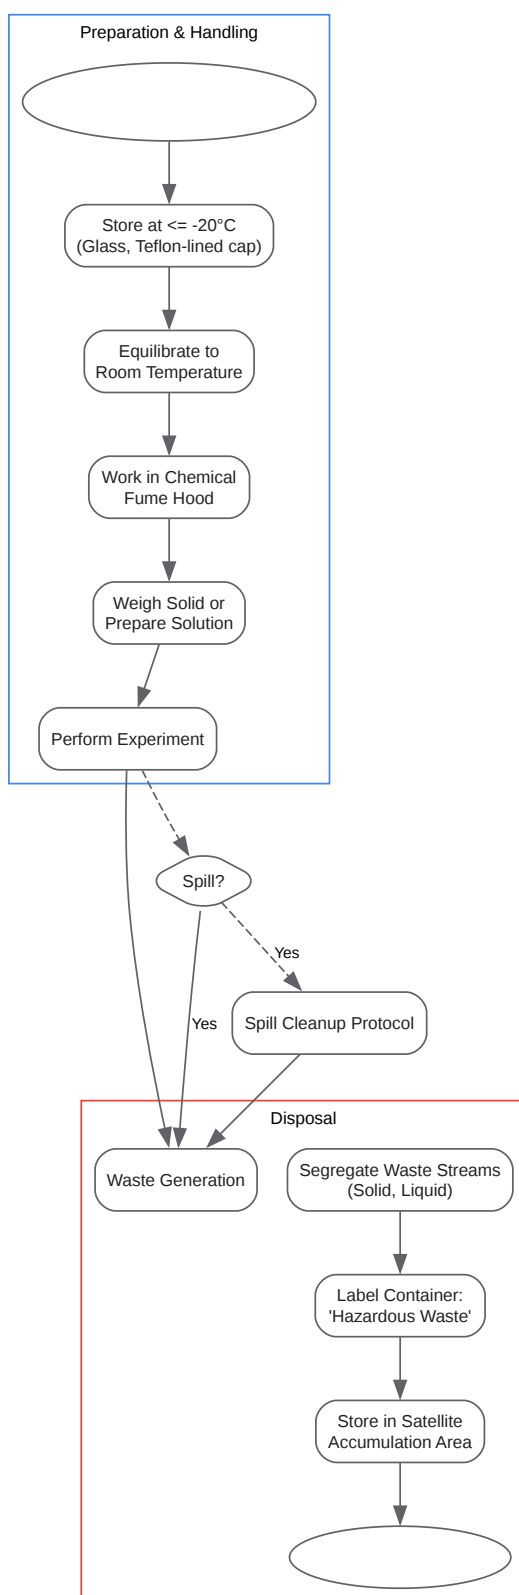 Preparation & Handling
Store at <= -20°C
(Glass, Teflon-lined cap)
Equilibrate to
Room Temperature
Work in Chemical
Fume Hood
Weigh Solid or
Prepare Solution
Perform Experiment
Spill?
Yes
Yes
Spill Cleanup Protocol
Disposal
Waste Generation
Segregate Waste Streams
(Solid, Liquid)
Label Container:
'Hazardous Waste'
Store in Satellite
Accumulation Area